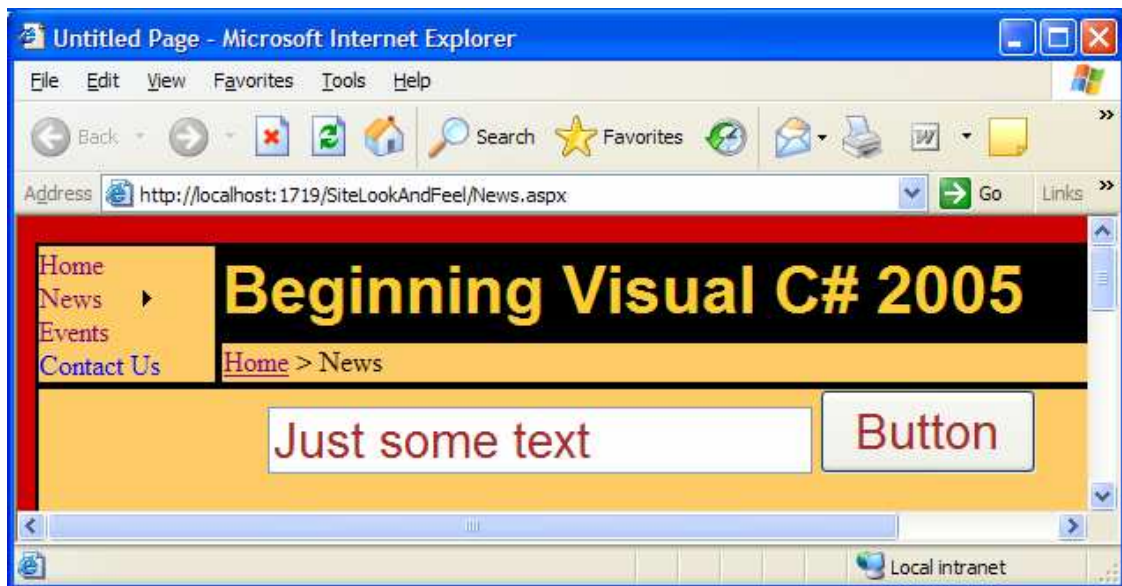 Untitled Page - Microsoft Internet Explorer
File Edit View Favorites Tools Help
Back Search Favorites
Address http://localhost:1719/SiteLookAndFeel/News.aspx Go Links
Home
News
Events
Contact Us
Beginning Visual C# 2005
Home > News
Just some text
Button
Local intranet